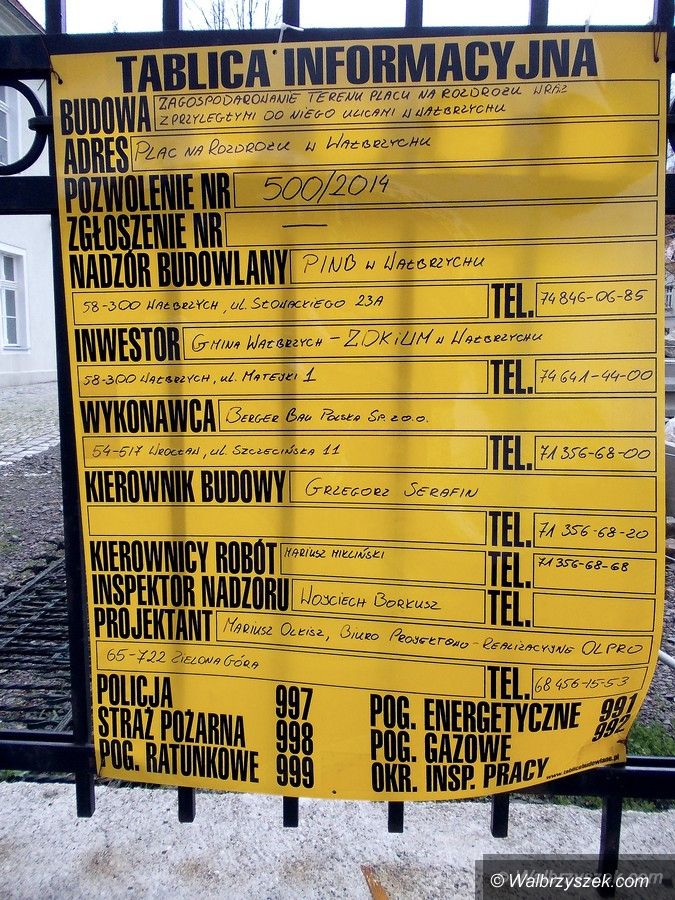 TABLICA INFORMACYJNA
BUDOWA ZAGOSPODAROWANIE TERENU PLACU NA ROZDROŻU WRAZ
Z PRZYLEGŁYMI DO NIEGO ULICAMI W WAŁBRZYCHU
ADRES PLAC NA ROZDROŻU W WAŁBRZYCHU
POZWOLENIE NR 500/2014
ZGŁOSZENIE NR —
NADZÓR BUDOWLANY PINB W WAŁBRZYCHU
58-300 WAŁBRZYCH, UL. SŁOWACKIEGO 23A TEL. 74 846-06-85
INWESTOR GMINA WAŁBRZYCH - ZDKIUM W WAŁBRZYCHU
58-300 WAŁBRZYCH, UL. MATEJKI 1 TEL. 74 641-44-00
WYKONAWCA BERGER BAU POLSKA SP. Z O.O.
54-517 WROCŁAW, UL. SZCZECIŃSKA 11 TEL. 71 356-68-00
KIEROWNIK BUDOWY GRZEGORZ SERAFIN
TEL. 71 356-68-20
KIEROWNICY ROBÓT MARIUSZ MIKLIŃSKI TEL. 71 356-68-68
INSPEKTOR NADZORU WOJCIECH BORKUSZ TEL.
PROJEKTANT MARIUSZ OLKISZ, BIURO PROJEKTOWO-REALIZACYJNE OLPRO
65-722 ZIELONA GÓRA TEL. 68 456-15-53
POLICJA 997 POG. ENERGETYCZNE 991
STRAŻ POŻARNA 998 POG. GAZOWE 992
POG. RATUNKOWE 999 OKR. INSP. PRACY
www.tablicebudowlane.pl
© Walbrzyszek.com